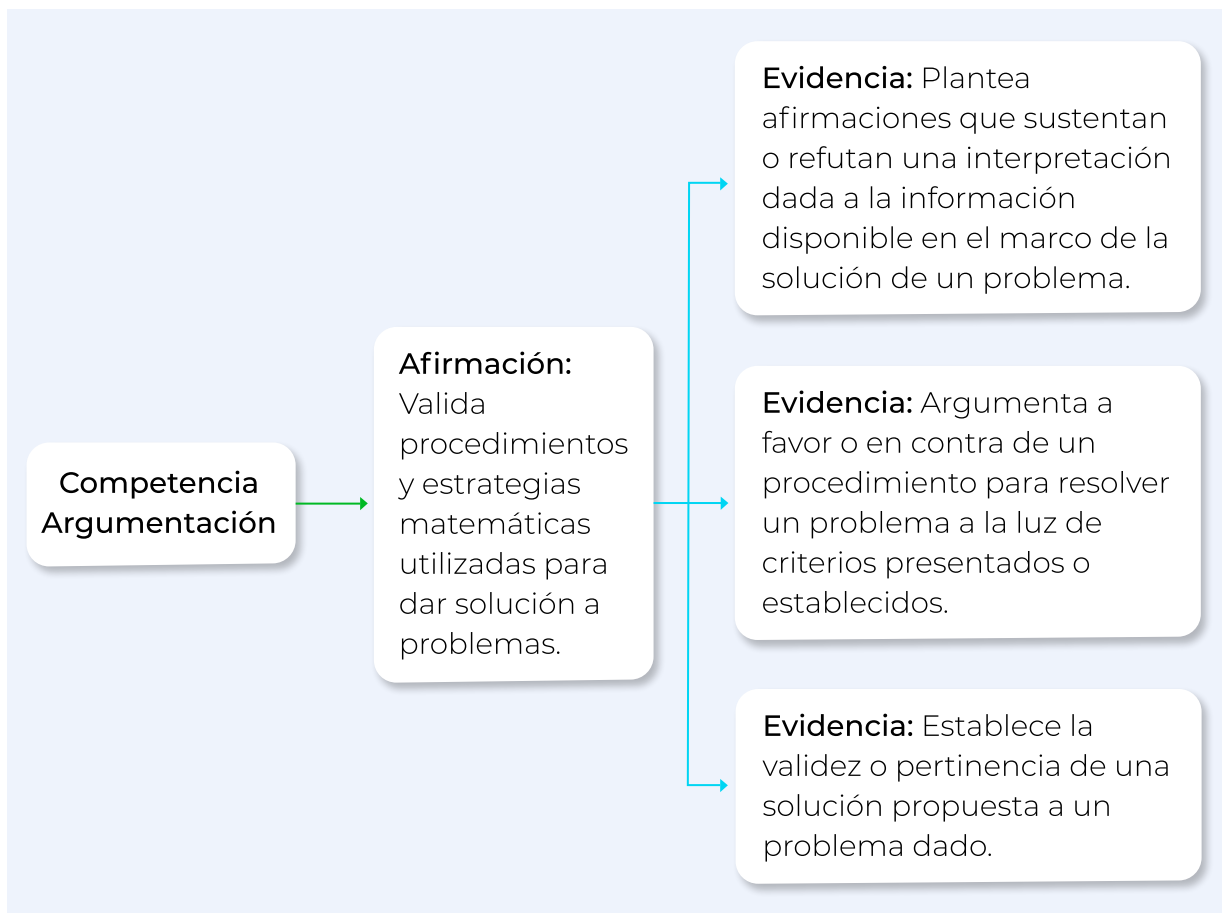 Competencia
Argumentación
Afirmación:
Valida
procedimientos
y estrategias
matemáticas
utilizadas para
dar solución a
problemas.
Evidencia: Plantea
afirmaciones que sustentan
o refutan una interpretación
dada a la información
disponible en el marco de la
solución de un problema.
Evidencia: Argumenta a
favor o en contra de un
procedimiento para resolver
un problema a la luz de
criterios presentados o
establecidos.
Evidencia: Establece la
validez o pertinencia de una
solución propuesta a un
problema dado.